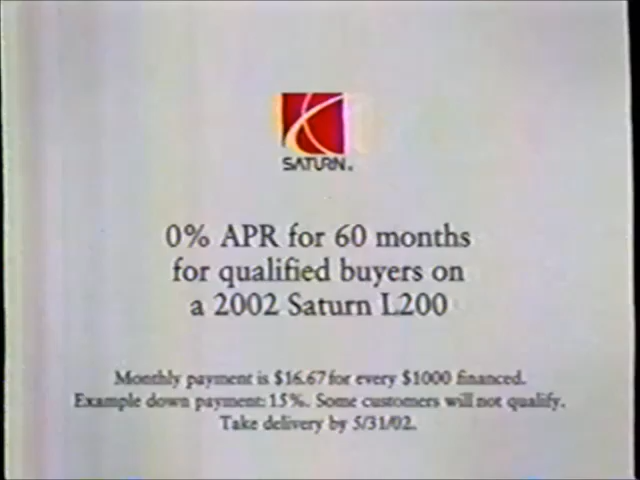 SATURN.
0% APR for 60 months
for qualified buyers on
a 2002 Saturn L200
Monthly payment is $16.67 for every $1000 financed.
Example down payment: 15%. Some customers will not qualify.
Take delivery by 5/31/02.